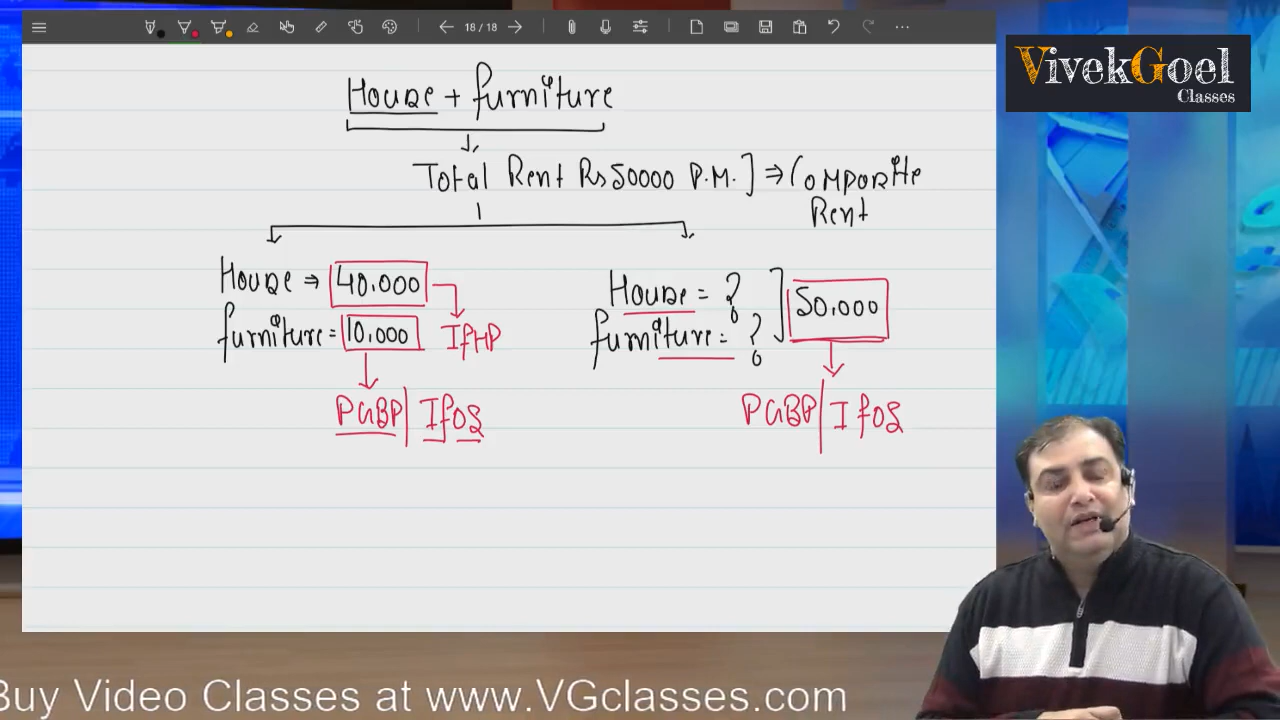 18 / 18
VivekGoel
Classes
House + furniture
Total Rent Rs 50000 P.M. ] ⇒ Composite
Rent
House ⇒ 40,000
furniture = 10,000
IfHP
PGBP | IfOS
House = ?
furniture = ?
50,000
PGBP | IfOS
Buy Video Classes at www.VGclasses.com